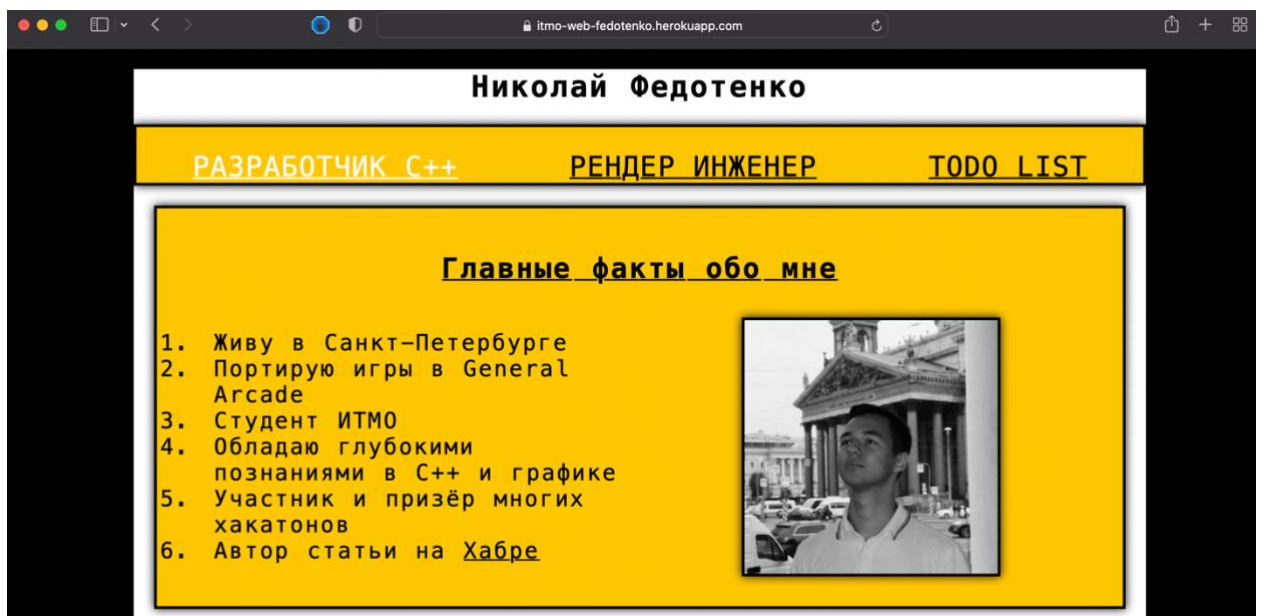 itmo-web-fedotenko.herokuapp.com
Николай Федотенко
РАЗРАБОТЧИК C++ РЕНДЕР ИНЖЕНЕР TODO LIST
Главные факты обо мне
1. Живу в Санкт-Петербурге
2. Портирую игры в General
Arcade
3. Студент ИТМО
4. Обладаю глубокими
познаниями в C++ и графике
5. Участник и призёр многих
хакатонов
6. Автор статьи на Хабре